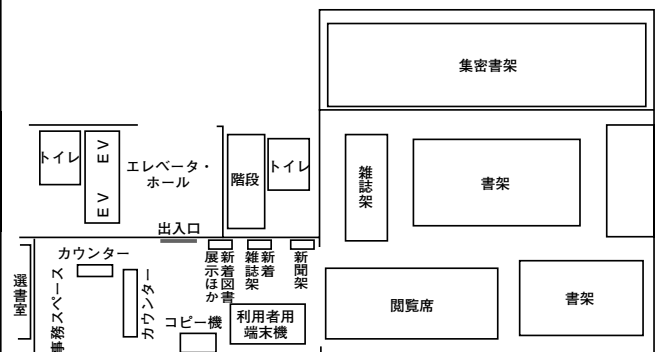 集密書架
トイレ
EV
EV
エレベータ・
ホール
階段
トイレ
雑誌架
書架
出入口
カウンター
新着図書
展示ほか
新着
雑誌架
新聞架
選書室
事務スペース
カウンター
コピー機
利用者用
端末機
閲覧席
書架